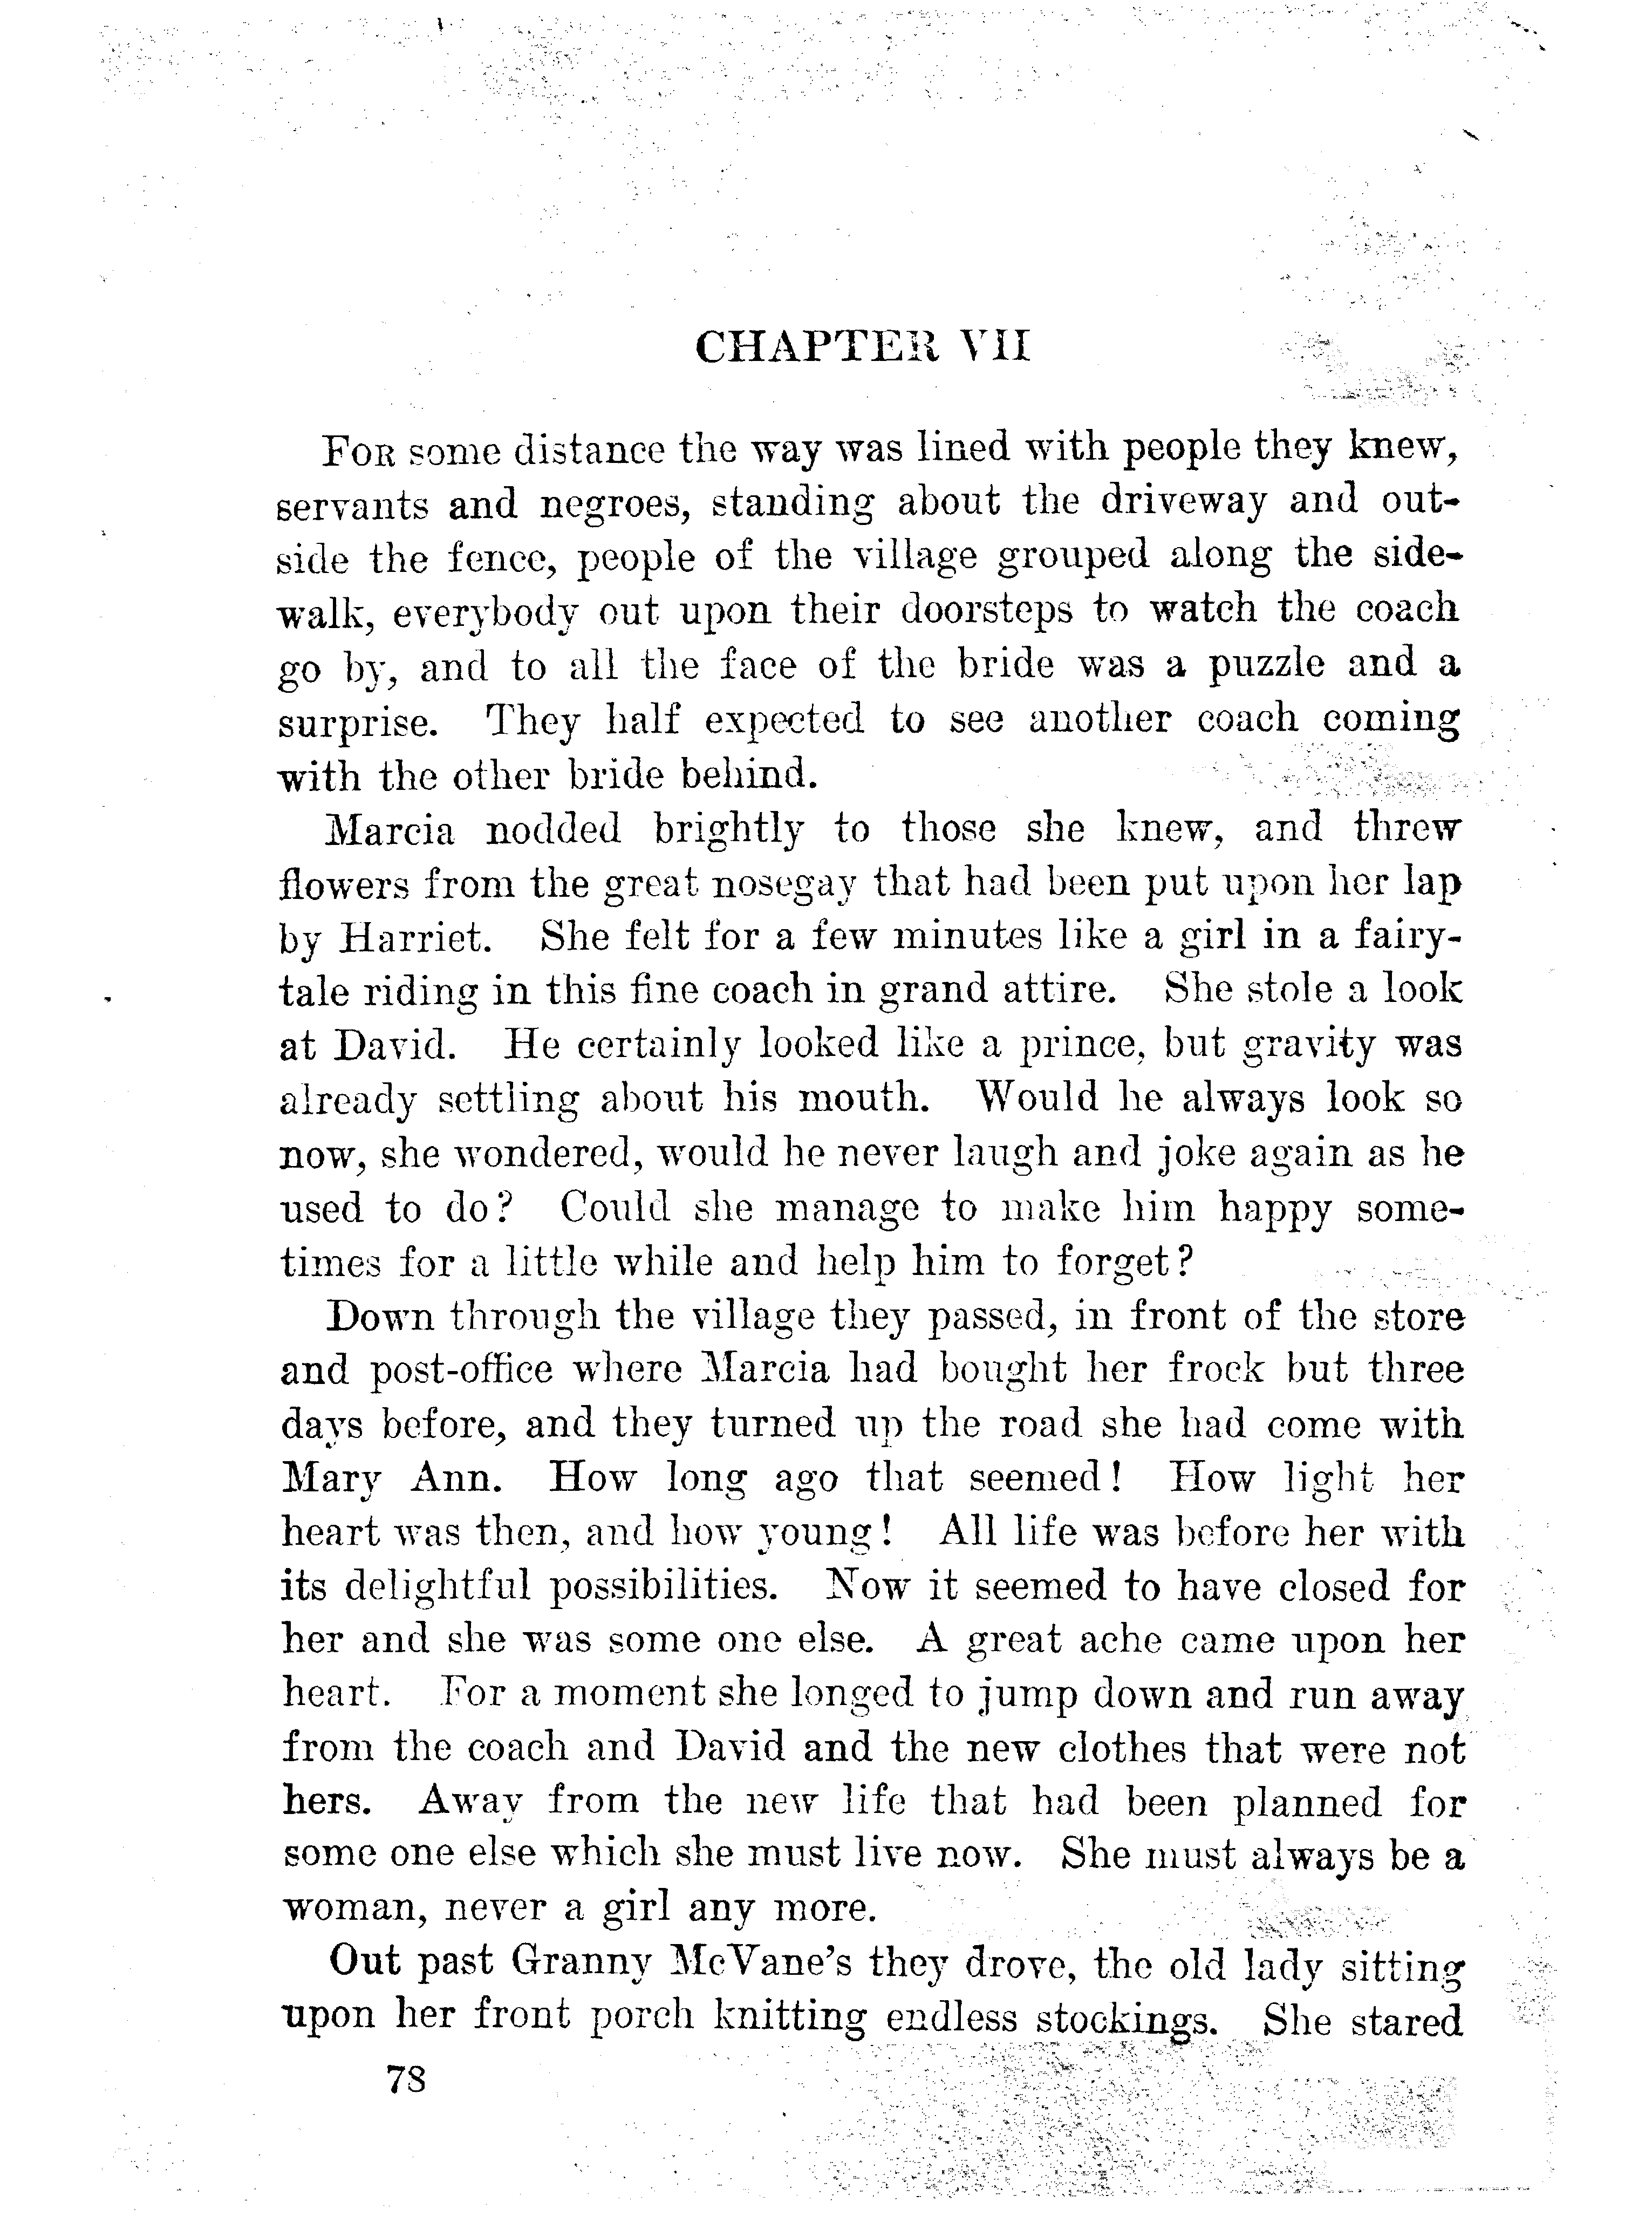 CHAPTER VII
For some distance the way was lined with people they knew,
servants and negroes, standing about the driveway and out-
side the fence, people of the village grouped along the side-
walk, everybody out upon their doorsteps to watch the coach
go by, and to all the face of the bride was a puzzle and a
surprise. They half expected to see another coach coming
with the other bride behind.
Marcia nodded brightly to those she knew, and threw
flowers from the great nosegay that had been put upon her lap
by Harriet. She felt for a few minutes like a girl in a fairy-
tale riding in this fine coach in grand attire. She stole a look
at David. He certainly looked like a prince, but gravity was
already settling about his mouth. Would he always look so
now, she wondered, would he never laugh and joke again as he
used to do? Could she manage to make him happy some-
times for a little while and help him to forget?
Down through the village they passed, in front of the store
and post-office where Marcia had bought her frock but three
days before, and they turned up the road she had come with
Mary Ann. How long ago that seemed! How light her
heart was then, and how young! All life was before her with
its delightful possibilities. Now it seemed to have closed for
her and she was some one else. A great ache came upon her
heart. For a moment she longed to jump down and run away
from the coach and David and the new clothes that were not
hers. Away from the new life that had been planned for
some one else which she must live now. She must always be a
woman, never a girl any more.
Out past Granny McVane's they drove, the old lady sitting
upon her front porch knitting endless stockings. She stared
78